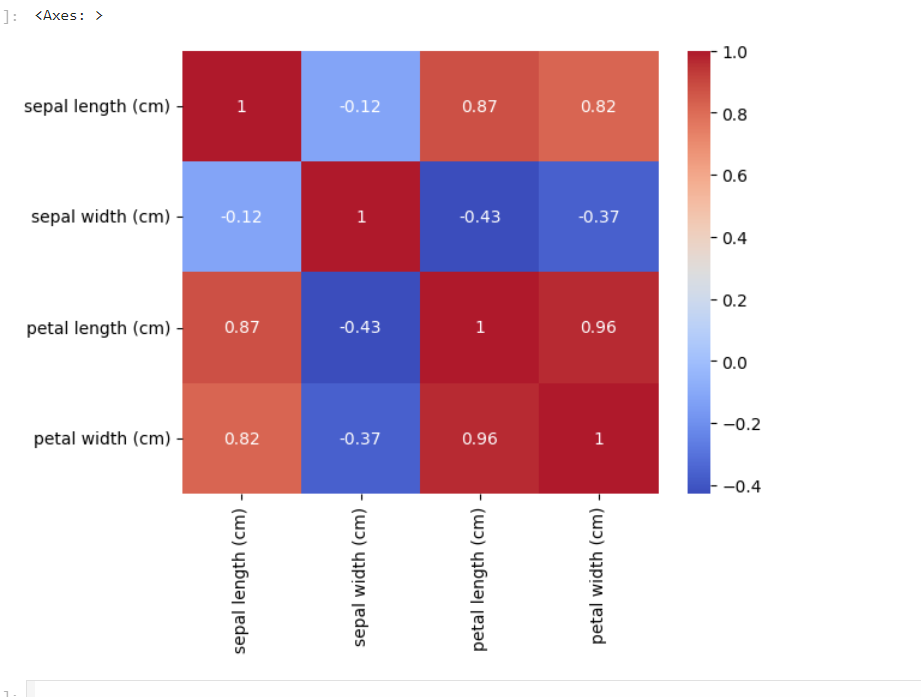 ]: <Axes: >
1.0
sepal length (cm) 1 -0.12 0.87 0.82
0.8
0.6
sepal width (cm) -0.12 1 -0.43 -0.37
0.4
0.2
petal length (cm) 0.87 -0.43 1 0.96
0.0
−0.2
petal width (cm) 0.82 -0.37 0.96 1
−0.4
sepal length (cm)
sepal width (cm)
petal length (cm)
petal width (cm)
]: